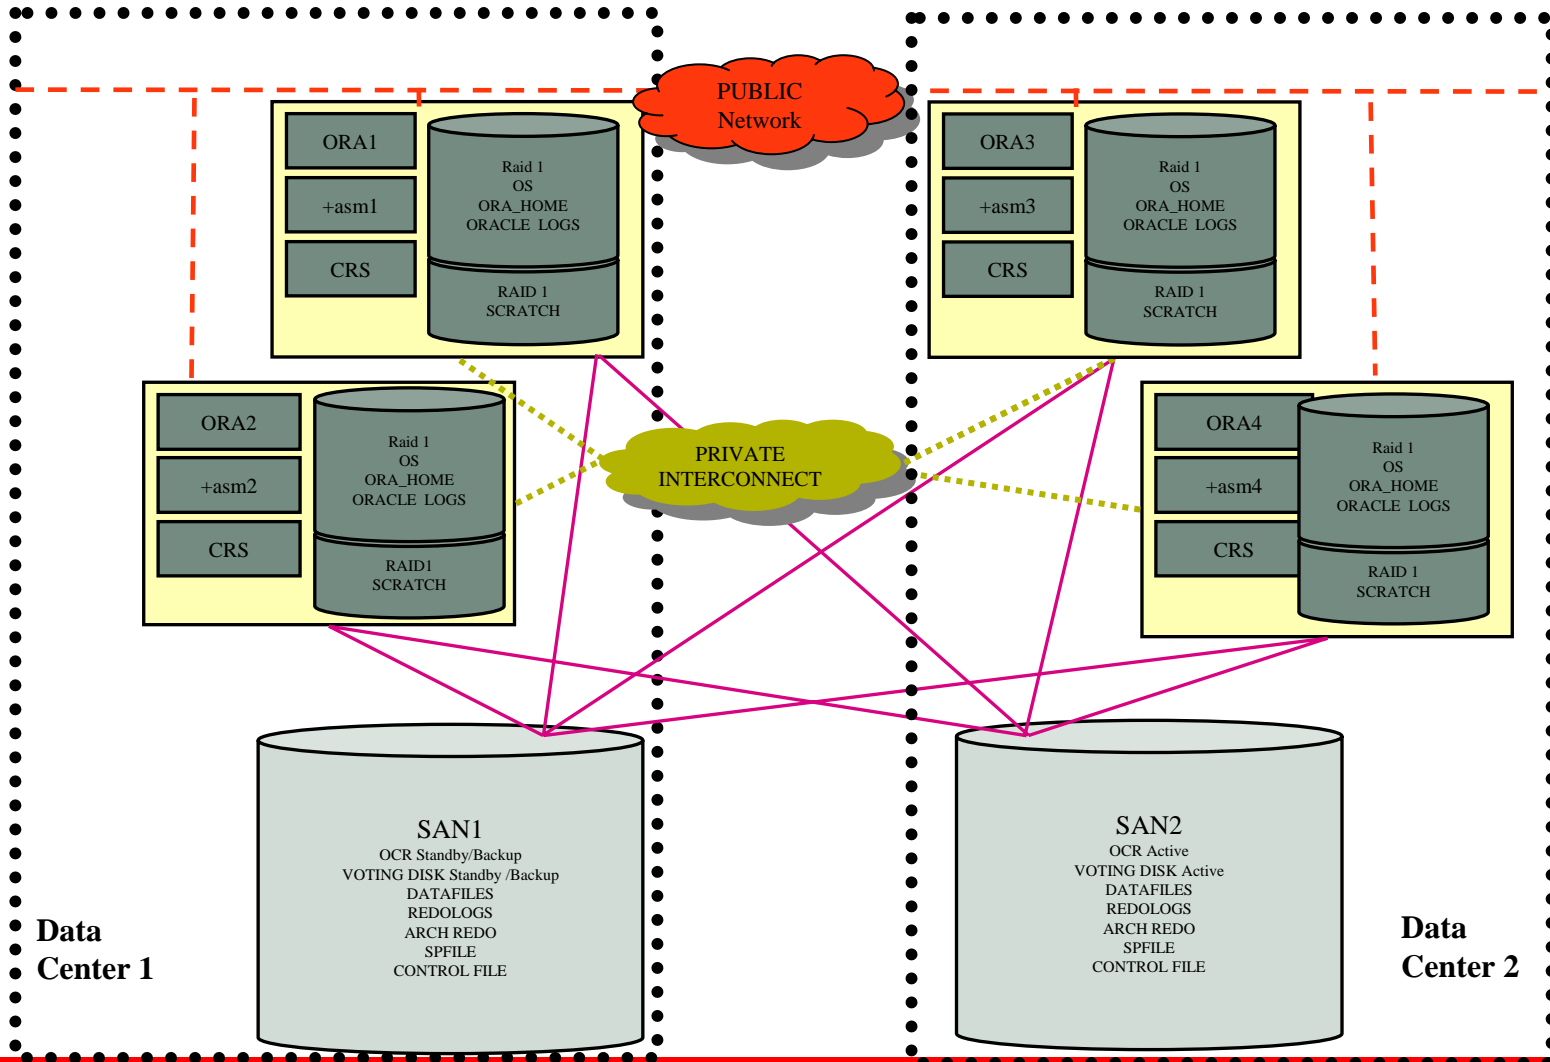 PUBLIC
Network
ORA1
+asm1
CRS
Raid 1
OS
ORA_HOME
ORACLE LOGS
RAID 1
SCRATCH
ORA3
+asm3
CRS
Raid 1
OS
ORA_HOME
ORACLE LOGS
RAID 1
SCRATCH
ORA2
+asm2
CRS
Raid 1
OS
ORA_HOME
ORACLE LOGS
RAID1
SCRATCH
PRIVATE
INTERCONNECT
ORA4
+asm4
CRS
Raid 1
OS
ORA_HOME
ORACLE LOGS
RAID 1
SCRATCH
SAN1
OCR Standby/Backup
VOTING DISK Standby /Backup
DATAFILES
REDOLOGS
ARCH REDO
SPFILE
CONTROL FILE
SAN2
OCR Active
VOTING DISK Active
DATAFILES
REDOLOGS
ARCH REDO
SPFILE
CONTROL FILE
Data
Center 1
Data
Center 2